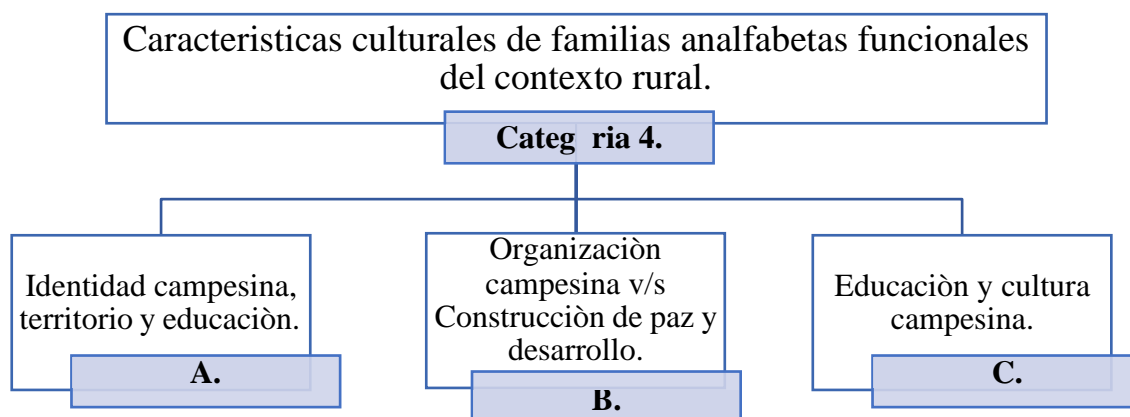 Caracteristicas culturales de familias analfabetas funcionales
del contexto rural.
Categ ria 4.
Identidad campesina,
territorio y educaciòn.
A.
Organizaciòn
campesina v/s
Construcciòn de paz y
desarrollo.
B.
Educaciòn y cultura
campesina.
C.